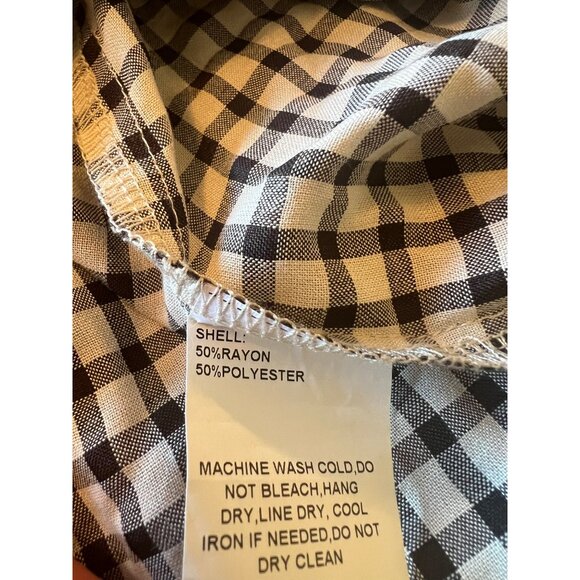 SHELL:
50%RAYON
50%POLYESTER
MACHINE WASH COLD,DO
NOT BLEACH,HANG
DRY,LINE DRY, COOL
IRON IF NEEDED,DO NOT
DRY CLEAN